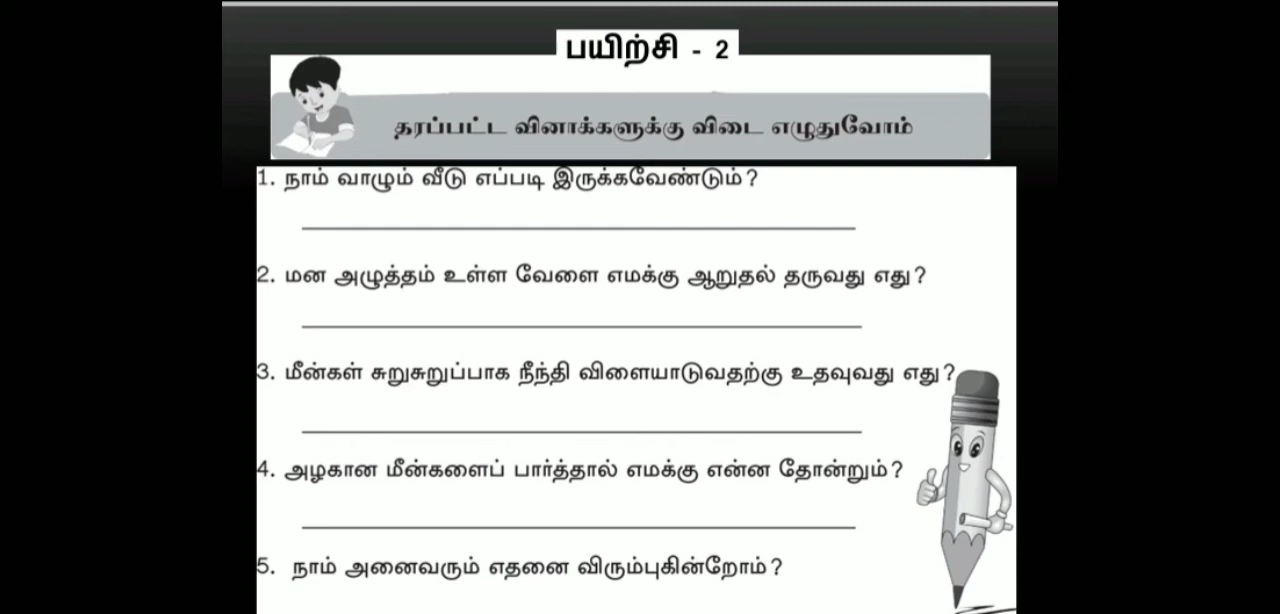 பயிற்சி - 2
தரப்பட்ட வினாக்களுக்கு விடை எழுதுவோம்
1. நாம் வாழும் வீடு எப்படி இருக்கவேண்டும்?
2. மன அழுத்தம் உள்ள வேளை எமக்கு ஆறுதல் தருவது எது?
3. மீன்கள் சுறுசுறுப்பாக நீந்தி விளையாடுவதற்கு உதவுவது எது?
4. அழகான மீன்களைப் பார்த்தால் எமக்கு என்ன தோன்றும்?
5. நாம் அனைவரும் எதனை விரும்புகின்றோம்?